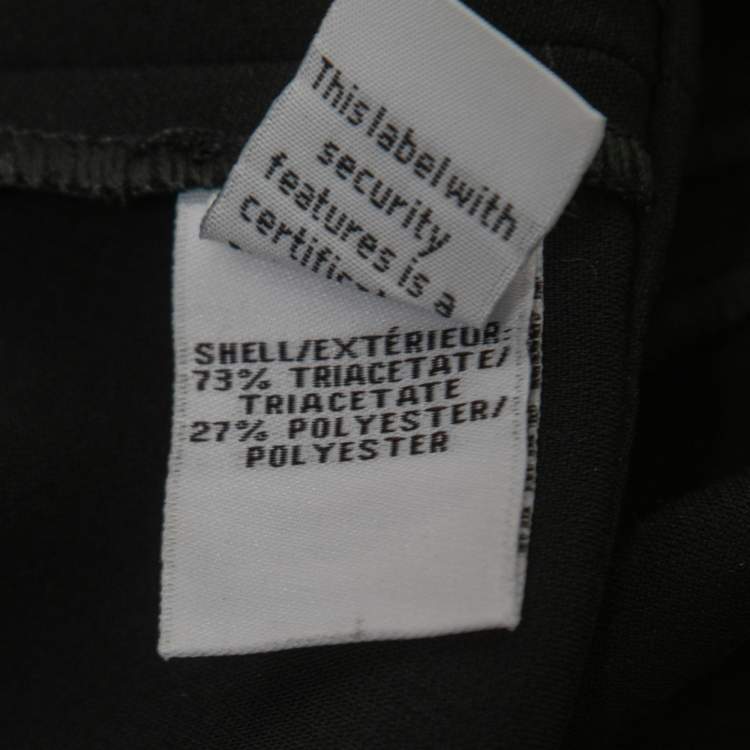 This label with
security
features is a
SHELL/EXTÉRIEUR:
73% TRIACETATE/
TRIACETATE
27% POLYESTER/
POLYESTER